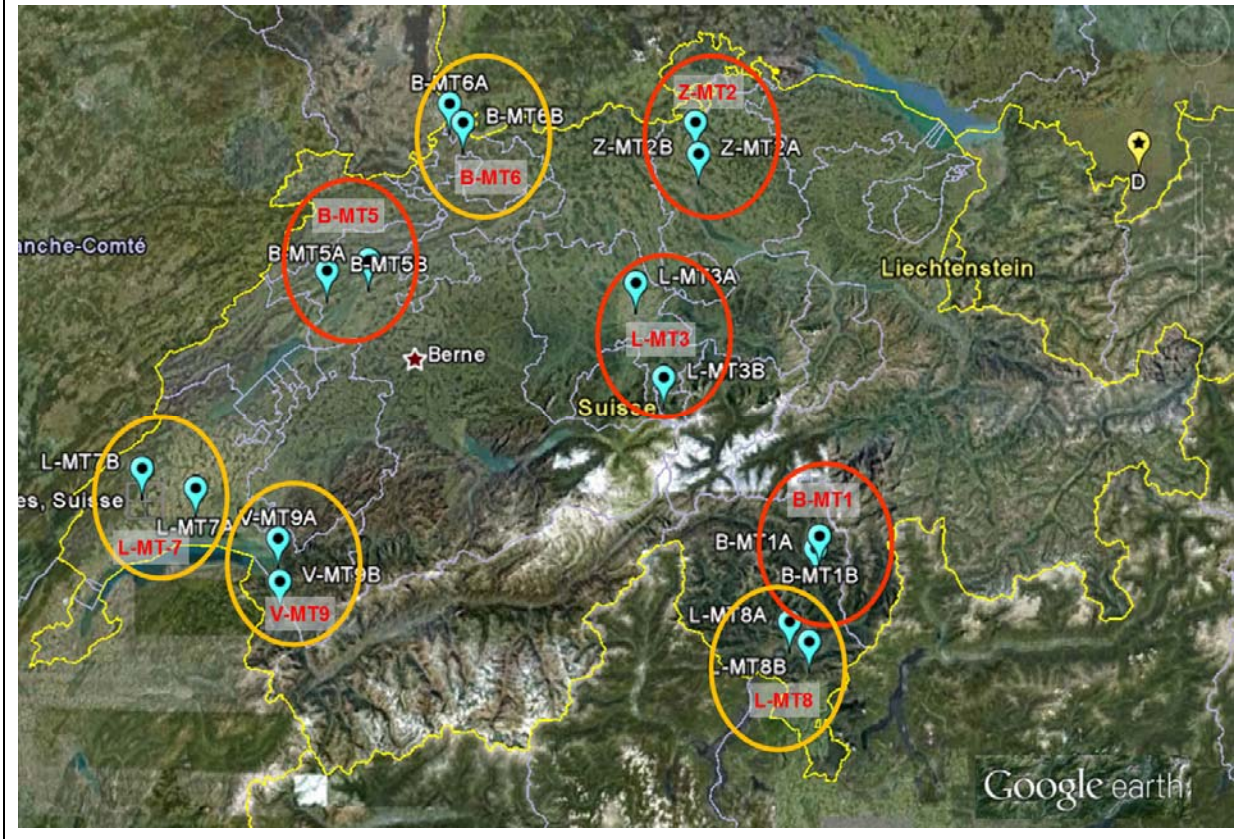 B-MT6A
Z-MT2
B-MT6B
Z-MT2B
Z-MT2A
D
B-MT6
B-MT5
anche-Comté
B-MT5A
B-MT5B
L-MT3A
Liechtenstein
L-MT3
Berne
L-MT3B
Suisse
L-MT7B
es, Suisse
B-MT1
L-MT7A
V-MT9A
B-MT1A
L-MT-7
V-MT9B
B-MT1B
V-MT9
L-MT8A
L-MT8B
L-MT8
Google earth